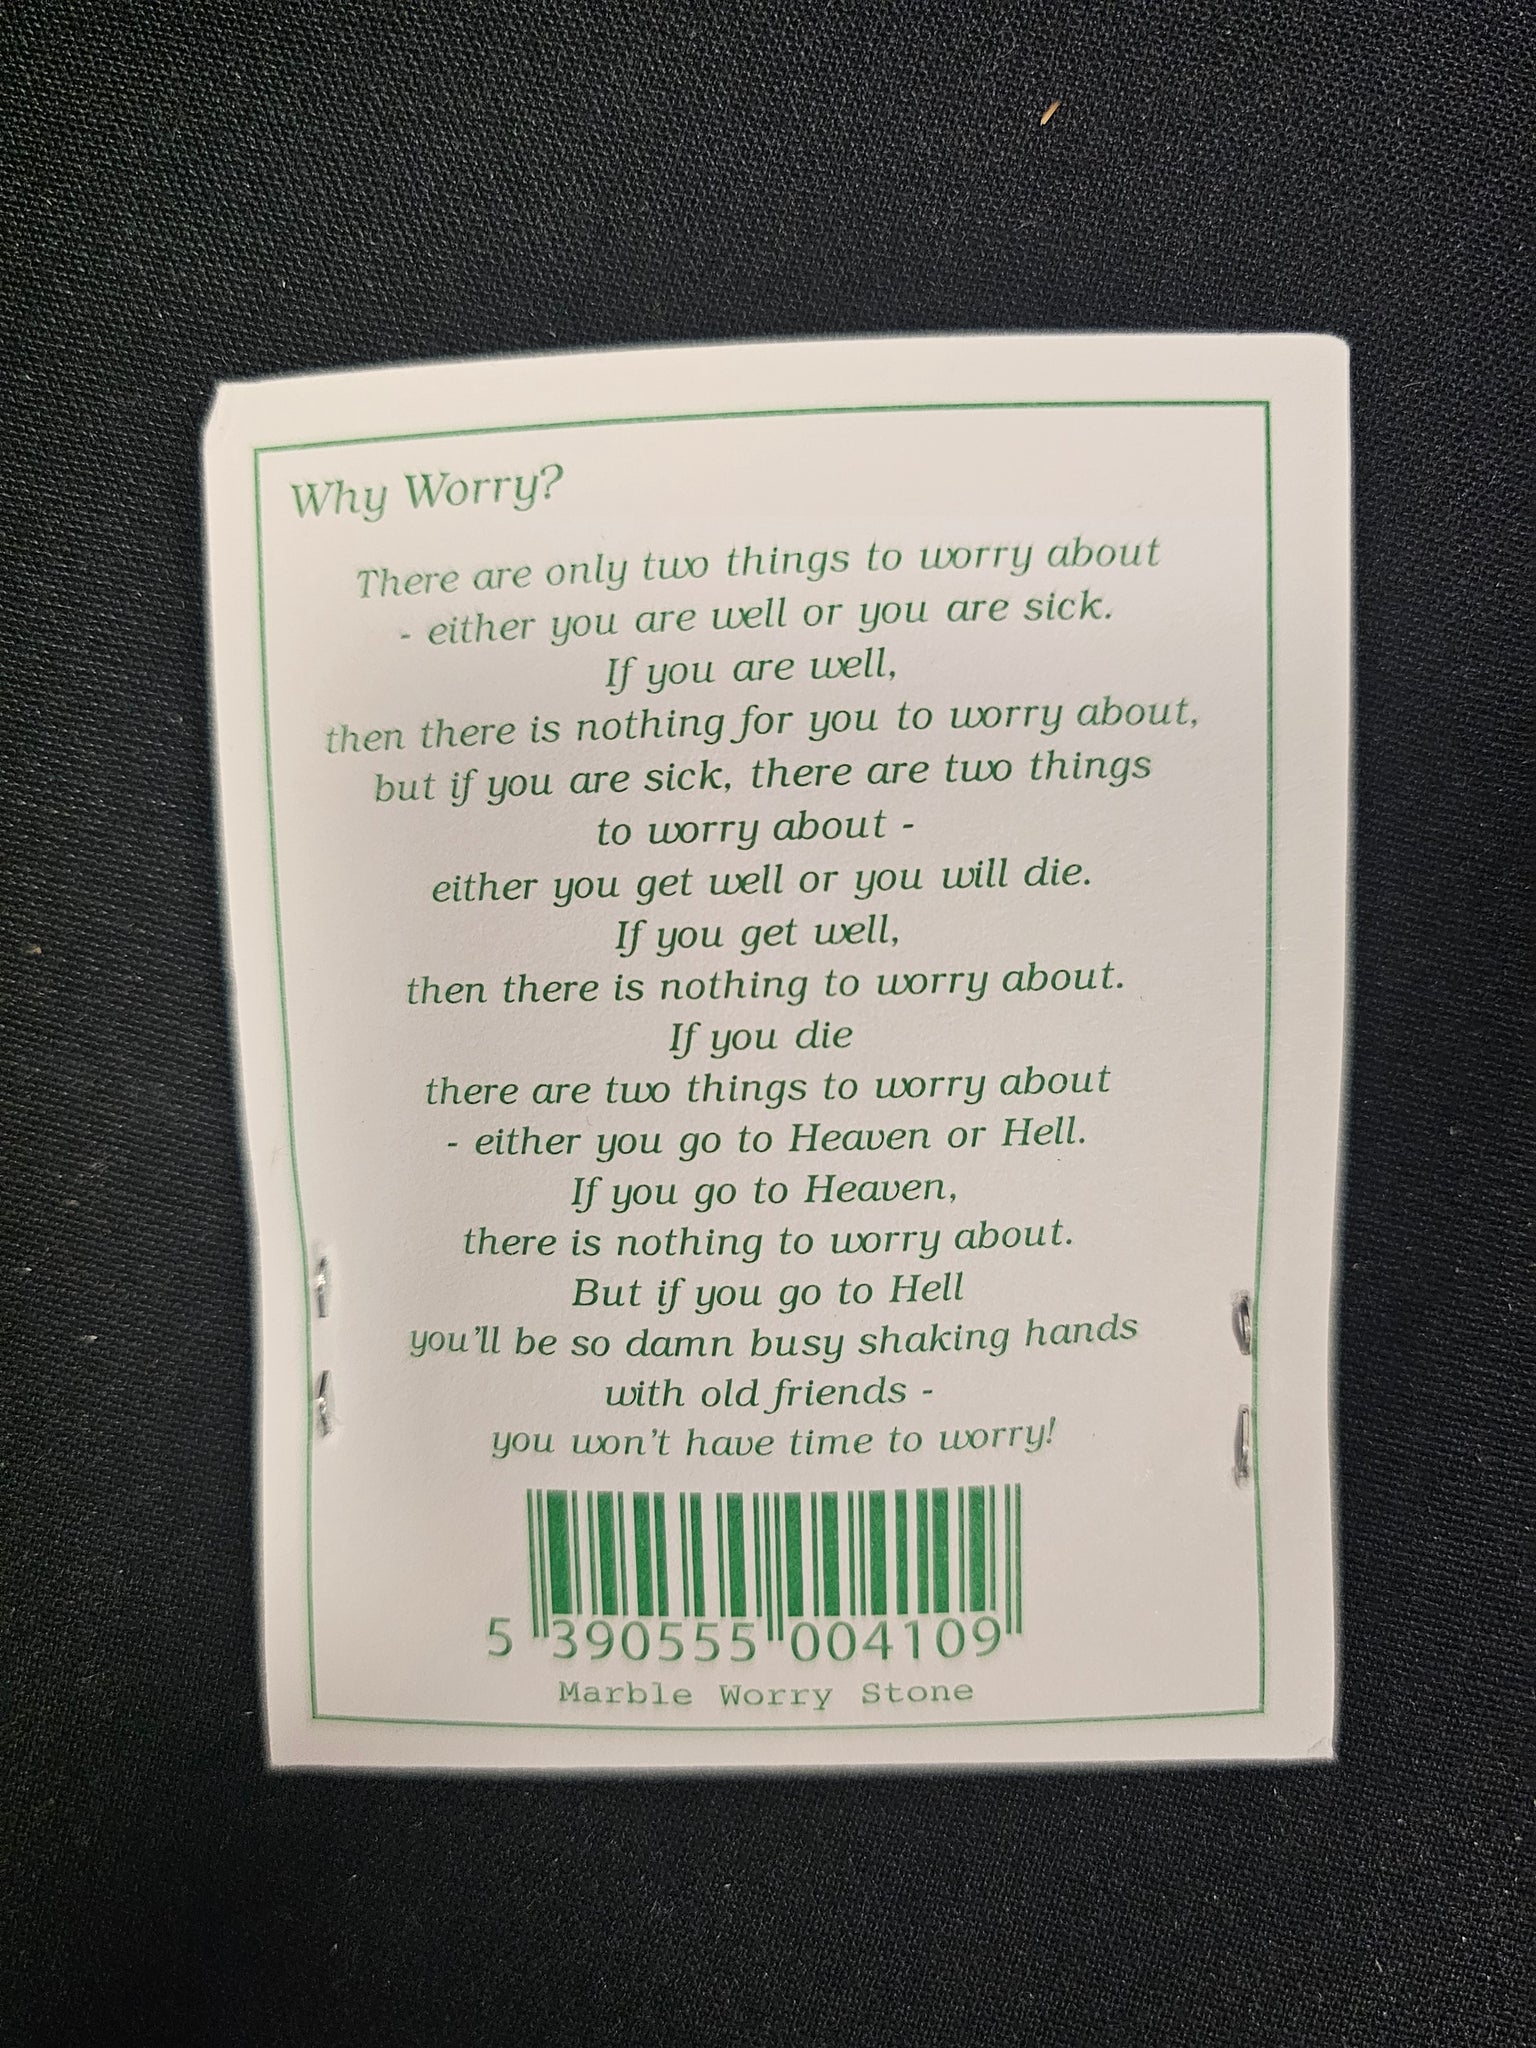 Why Worry?
There are only two things to worry about
- either you are well or you are sick.
If you are well,
then there is nothing for you to worry about,
but if you are sick, there are two things
to worry about -
either you get well or you will die.
If you get well,
then there is nothing to worry about.
If you die
there are two things to worry about
- either you go to Heaven or Hell.
If you go to Heaven,
there is nothing to worry about.
But if you go to Hell
you'll be so damn busy shaking hands
with old friends -
you won't have time to worry!
5 390555 004109
Marble Worry Stone